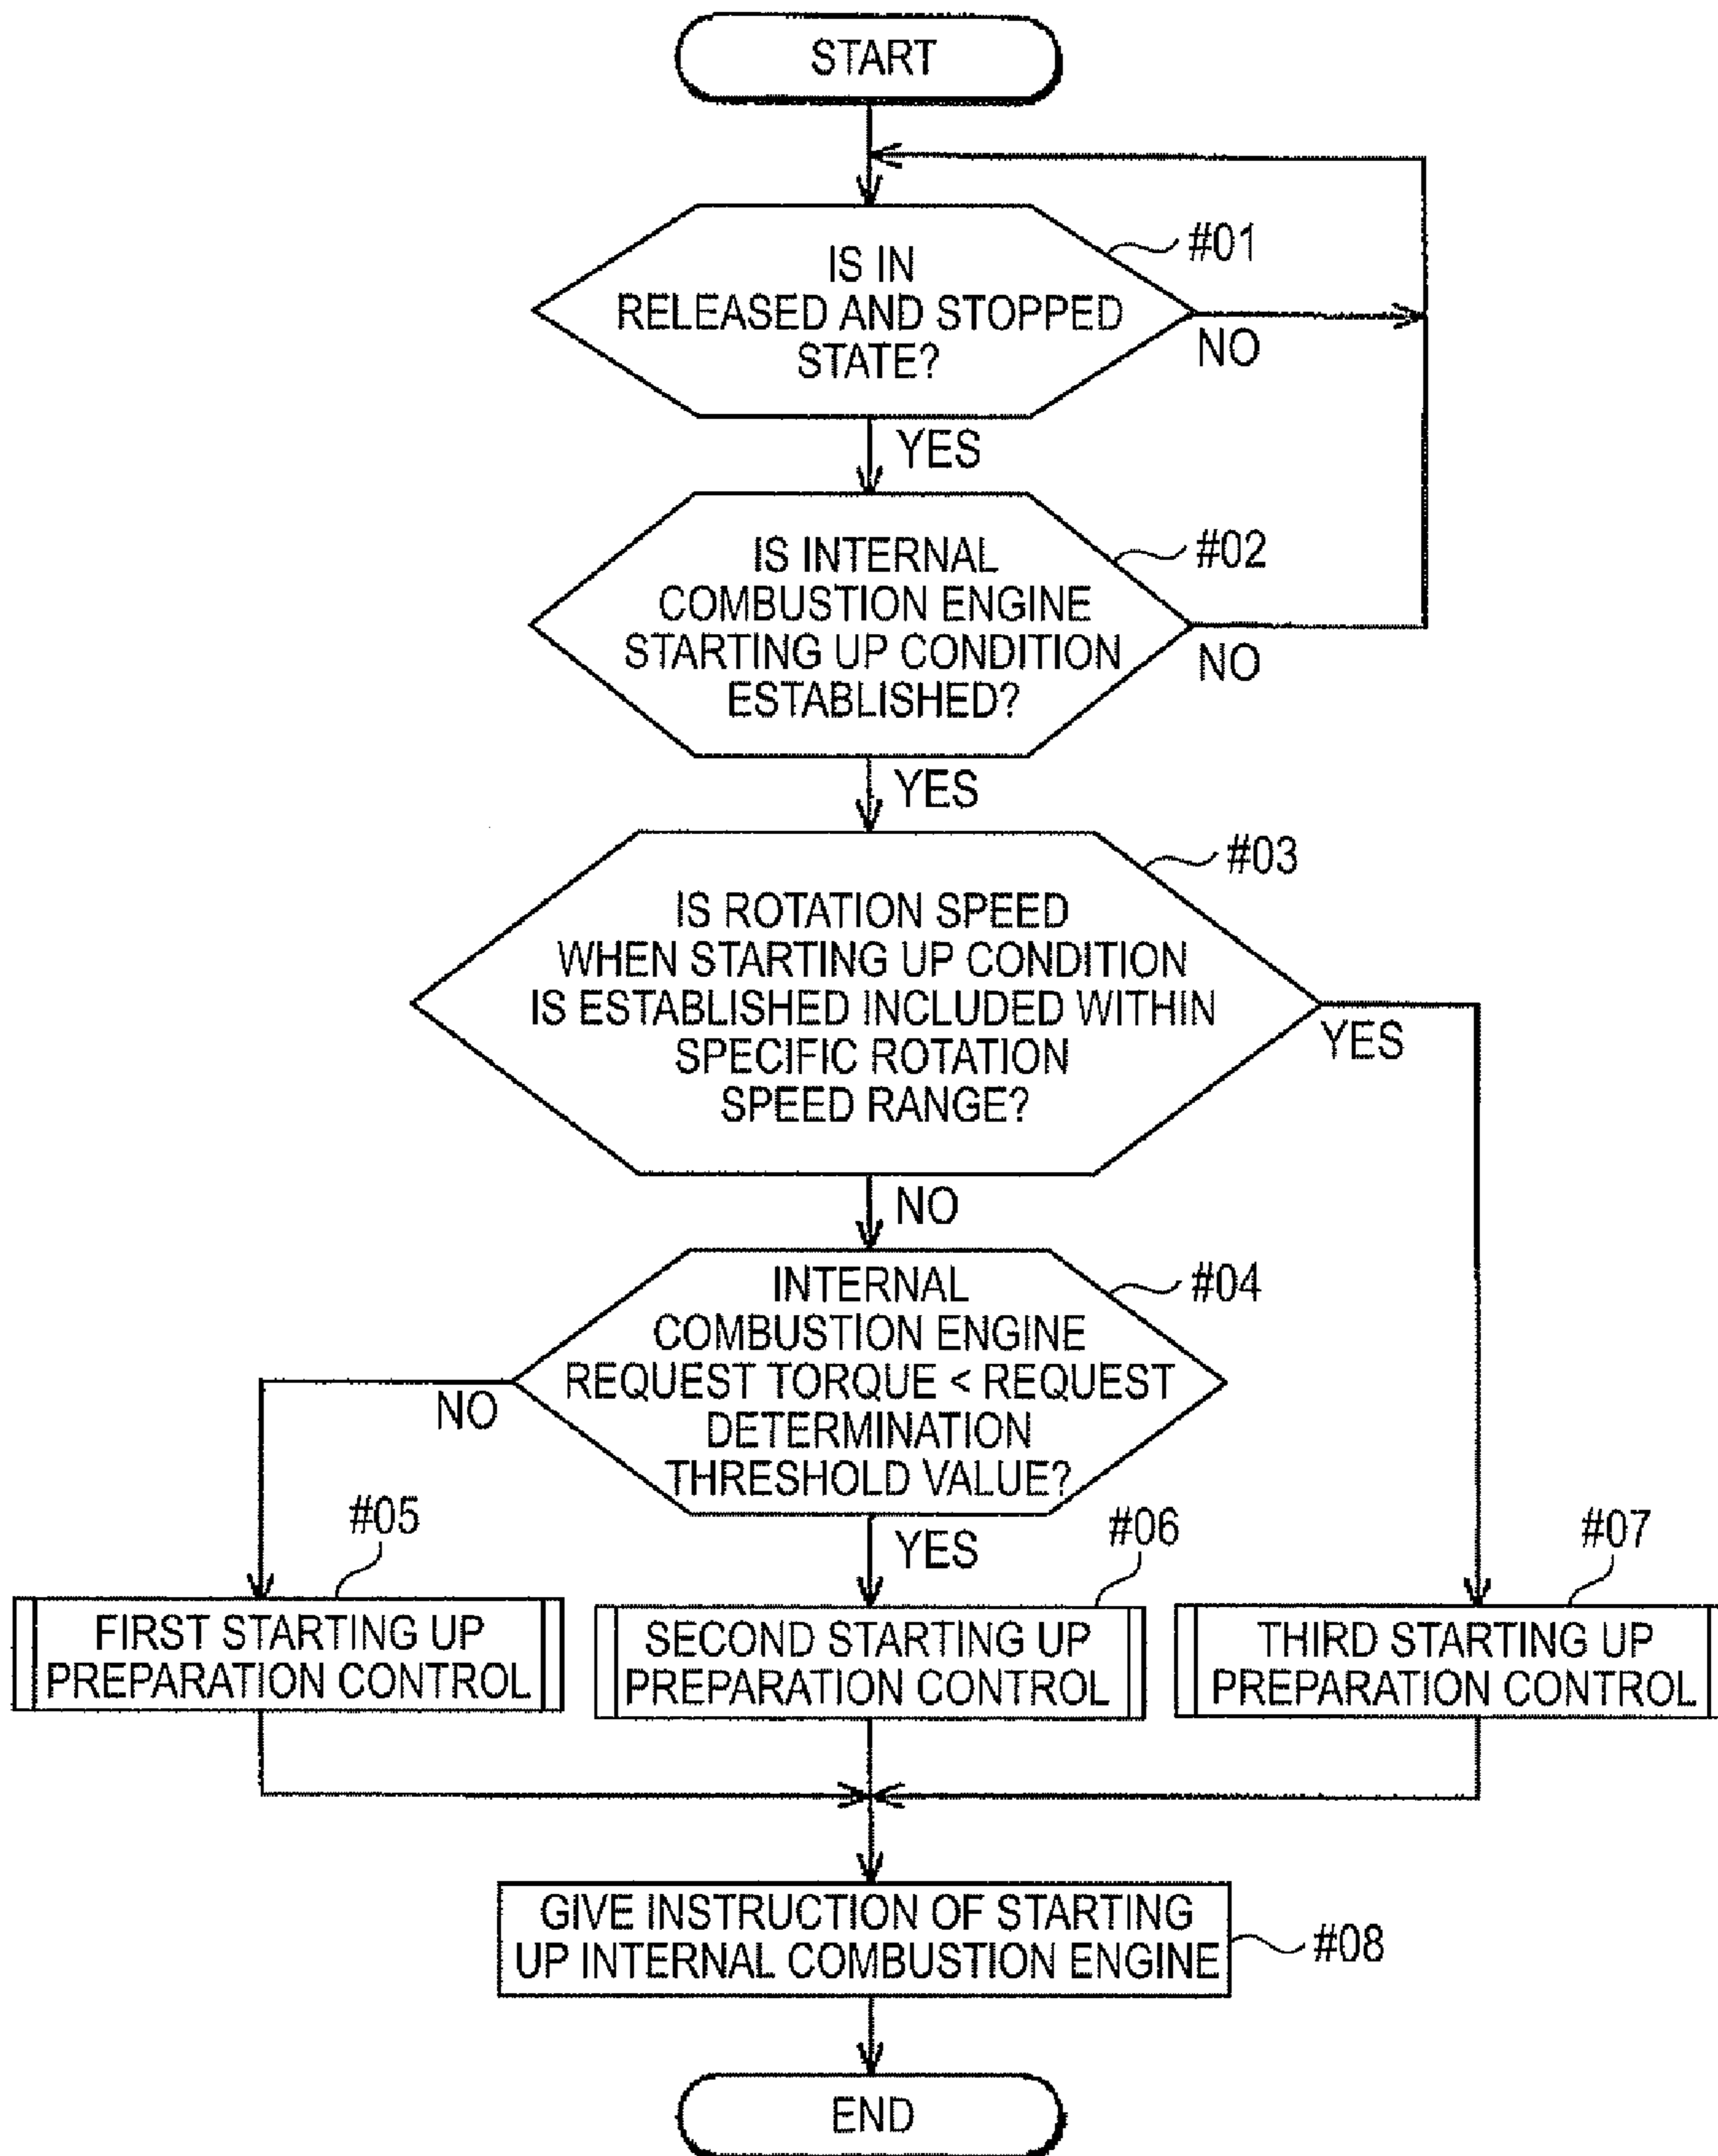 START
#01
IS IN
RELEASED AND STOPPED
STATE?
NO
YES
#02
IS INTERNAL
COMBUSTION ENGINE
STARTING UP CONDITION
ESTABLISHED?
NO
YES
#03
IS ROTATION SPEED
WHEN STARTING UP CONDITION
IS ESTABLISHED INCLUDED WITHIN
SPECIFIC ROTATION
SPEED RANGE?
YES
NO
#04
INTERNAL
COMBUSTION ENGINE
REQUEST TORQUE < REQUEST
DETERMINATION
THRESHOLD VALUE?
NO
YES
#05
FIRST STARTING UP
PREPARATION CONTROL
#06
SECOND STARTING UP
PREPARATION CONTROL
#07
THIRD STARTING UP
PREPARATION CONTROL
GIVE INSTRUCTION OF STARTING
UP INTERNAL COMBUSTION ENGINE
#08
END